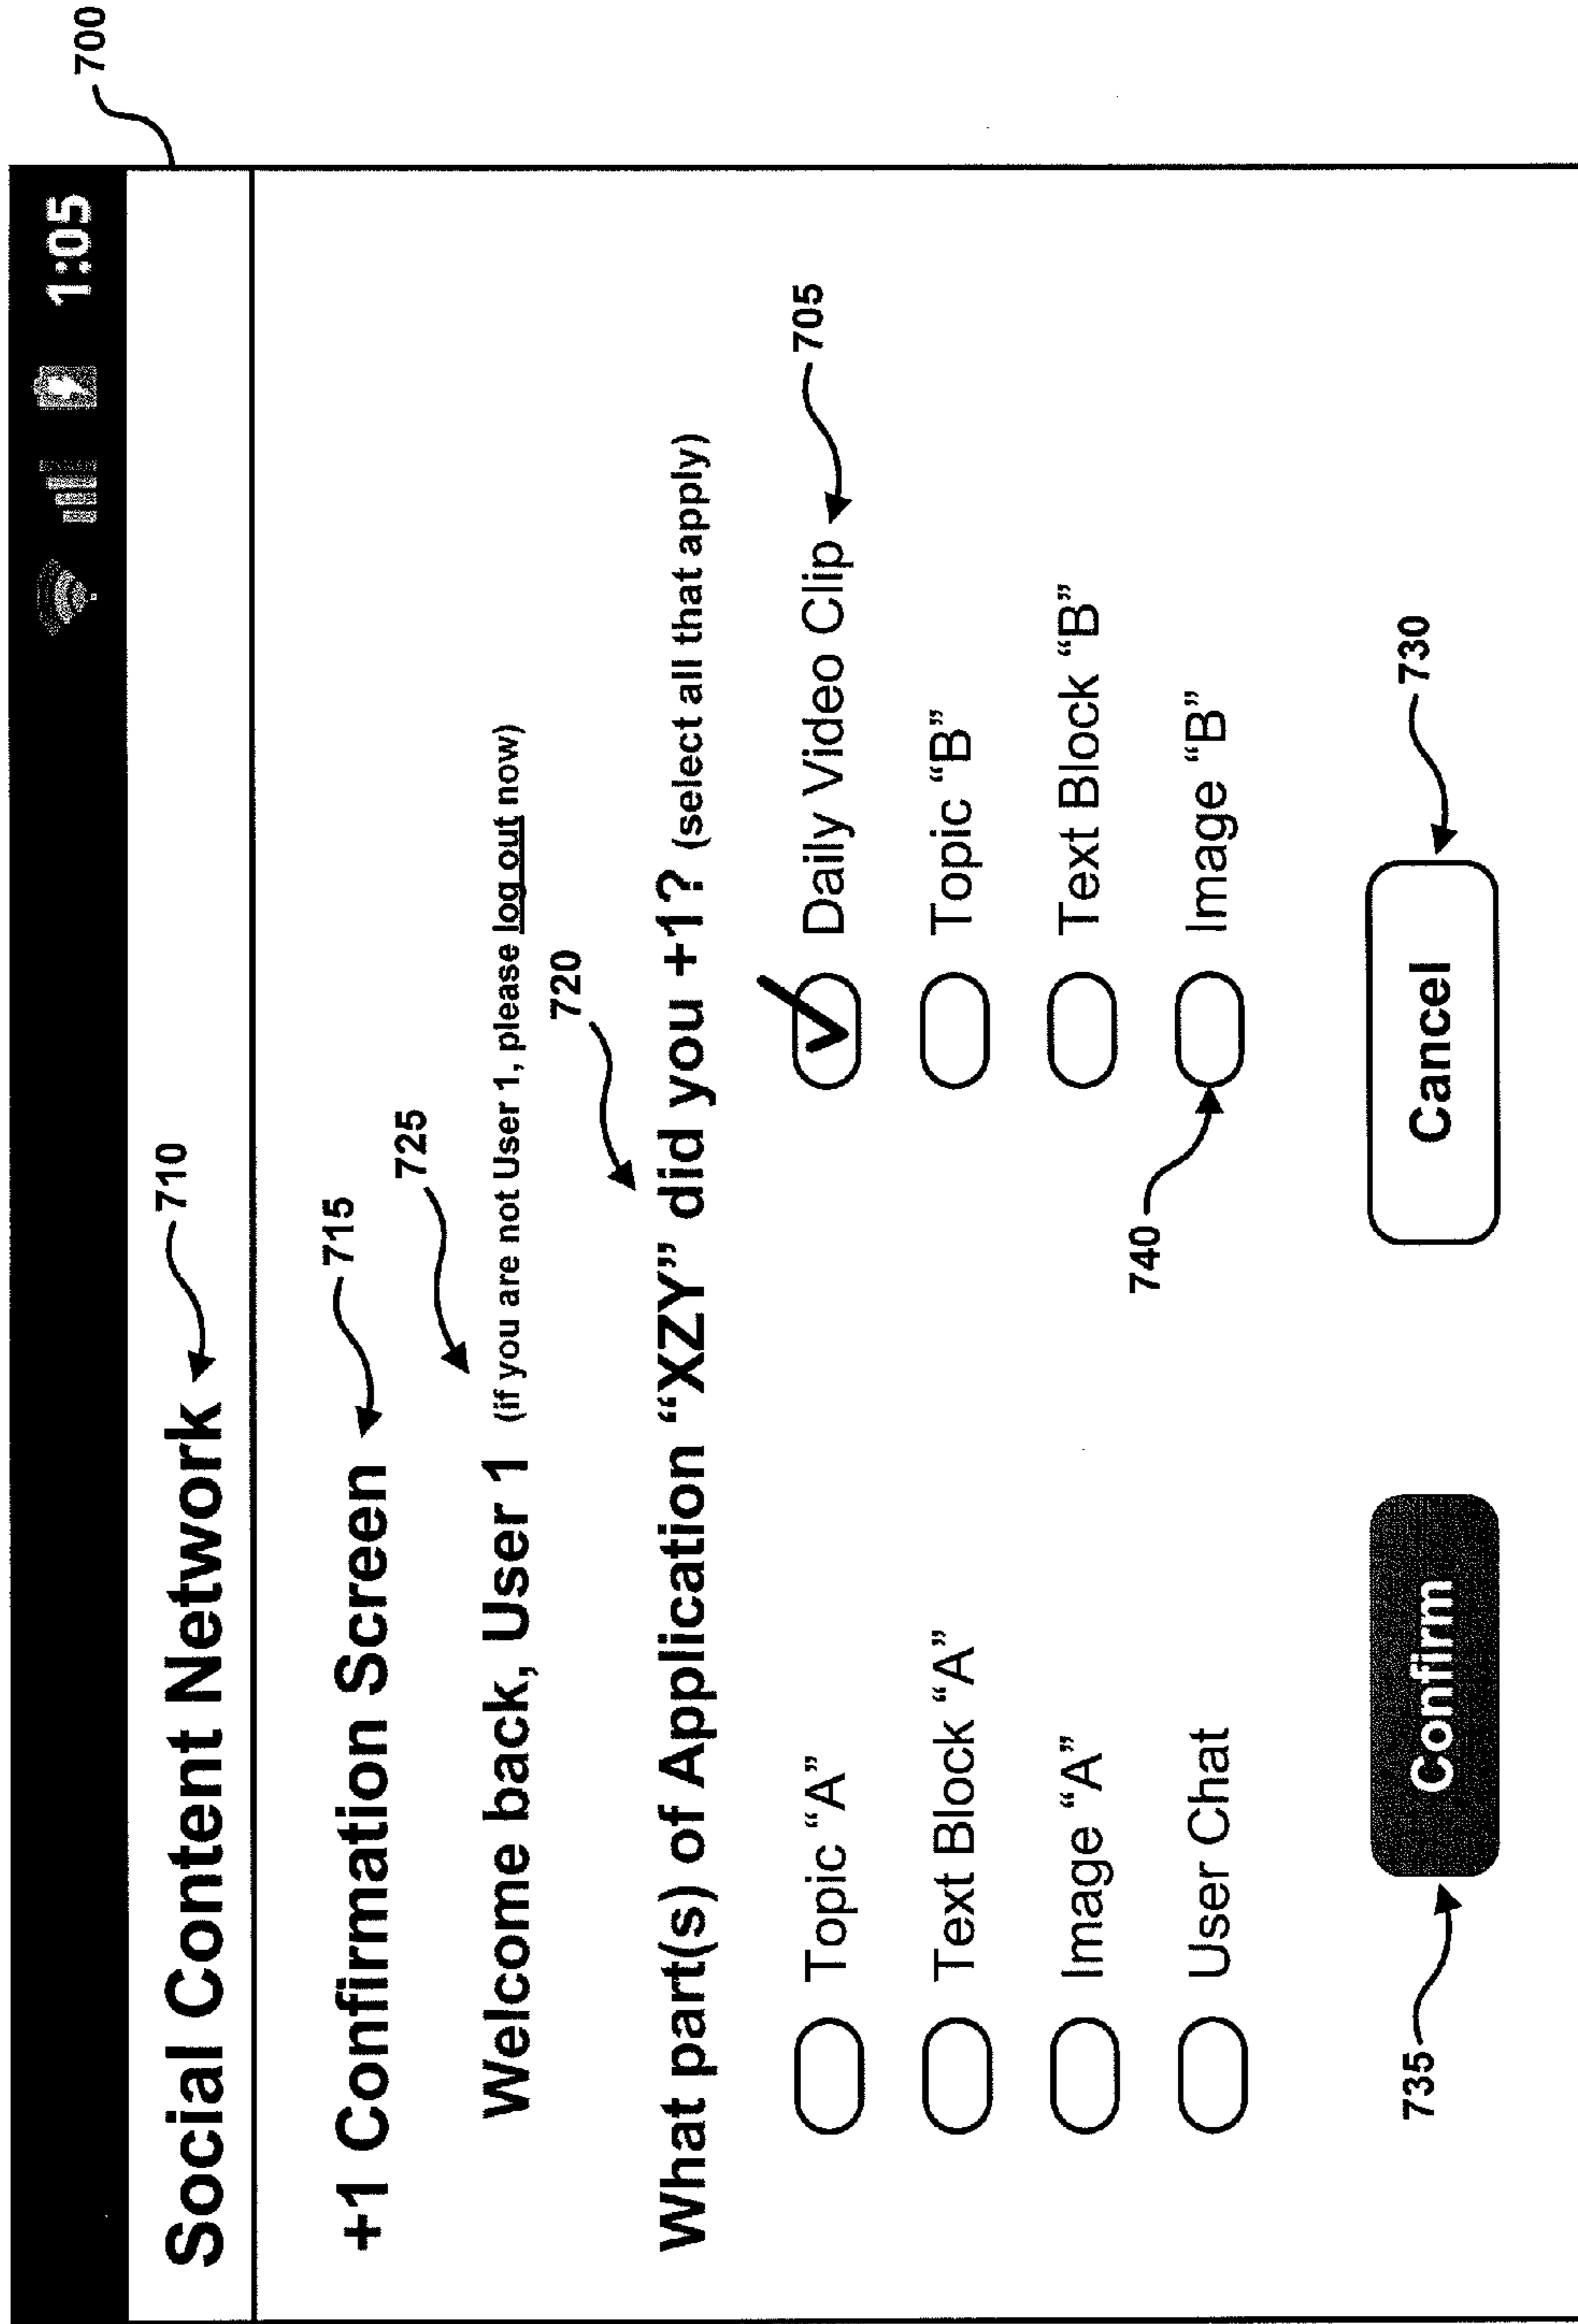 1:05
700
Social Content Network 710
+1 Confirmation Screen 715
725
Welcome back, User 1 (if you are not User 1, please log out now)
720
What part(s) of Application “XZY” did you +1? (select all that apply)
Topic “A” Daily Video Clip 705
Text Block “A” Topic “B”
Image “A” Text Block “B”
User Chat 740 Image “B”
735 Confirm Cancel 730